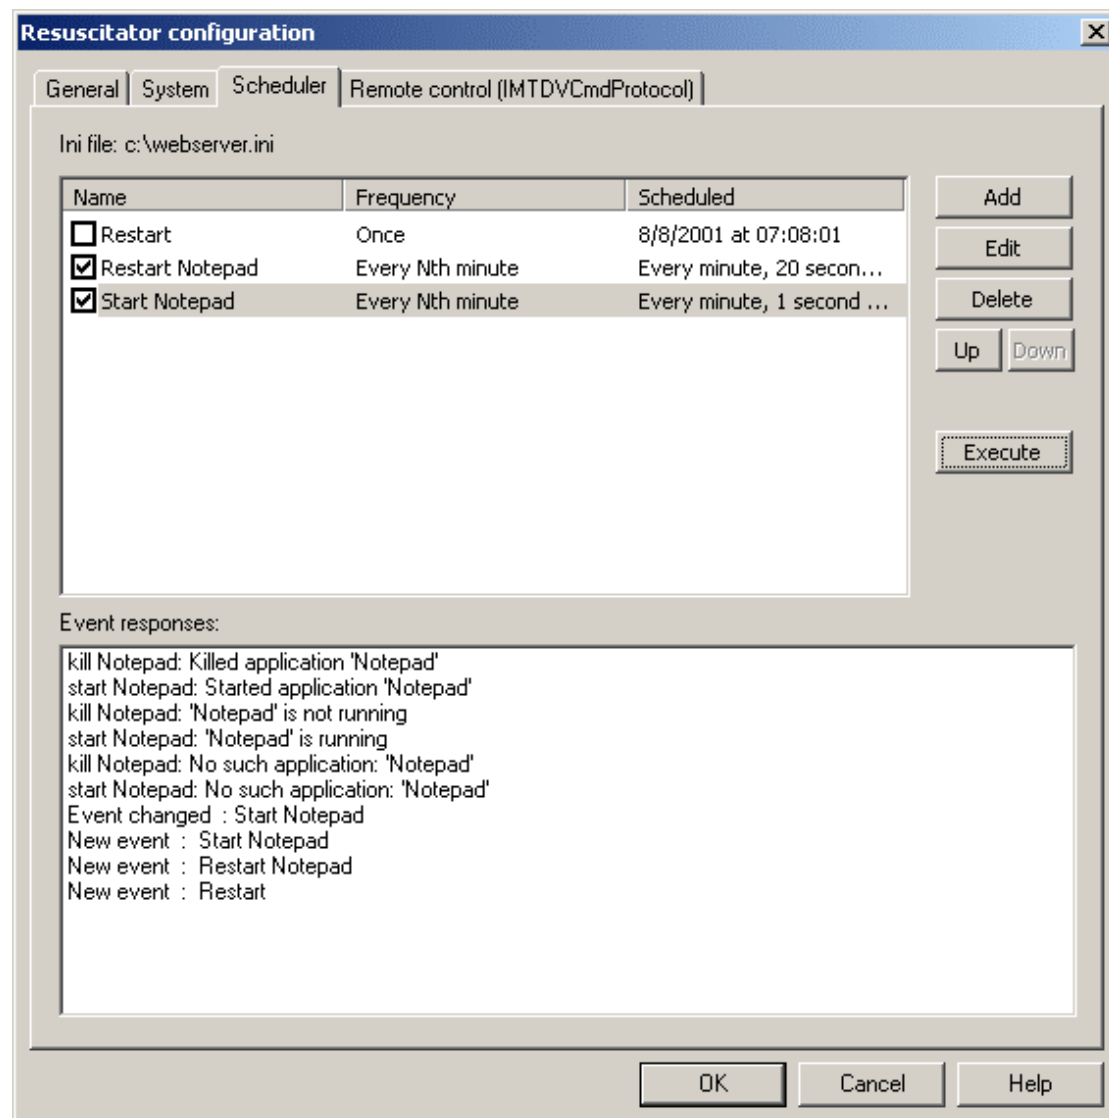 Resuscitator configuration
General System Scheduler Remote control (IMTDVCmdProtocol)
Ini file: c:\webserver.ini
Name Frequency Scheduled
Restart Once 8/8/2001 at 07:08:01
Restart Notepad Every Nth minute Every minute, 20 secon...
Start Notepad Every Nth minute Every minute, 1 second ...
Add
Edit
Delete
Up Down
Execute
Event responses:
kill Notepad: Killed application 'Notepad'
start Notepad: Started application 'Notepad'
kill Notepad: 'Notepad' is not running
start Notepad: 'Notepad' is running
kill Notepad: No such application: 'Notepad'
start Notepad: No such application: 'Notepad'
Event changed : Start Notepad
New event : Start Notepad
New event : Restart Notepad
New event : Restart
OK Cancel Help